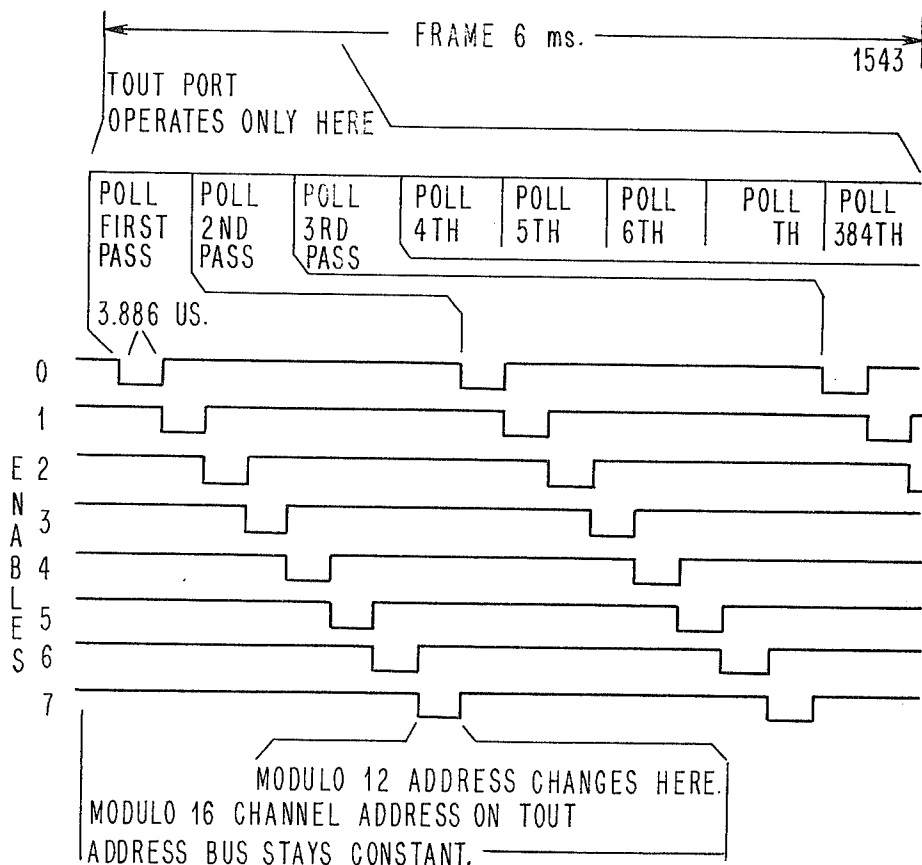 FRAME 6 ms.
1543
TOUT PORT
OPERATES ONLY HERE
POLL FIRST PASS
POLL 2ND PASS
POLL 3RD PASS
POLL 4TH
POLL 5TH
POLL 6TH
POLL TH
POLL 384TH
3.886 US.
ENABLES
0
1
2
3
4
5
6
7
MODULO 12 ADDRESS CHANGES HERE.
MODULO 16 CHANNEL ADDRESS ON TOUT
ADDRESS BUS STAYS CONSTANT.